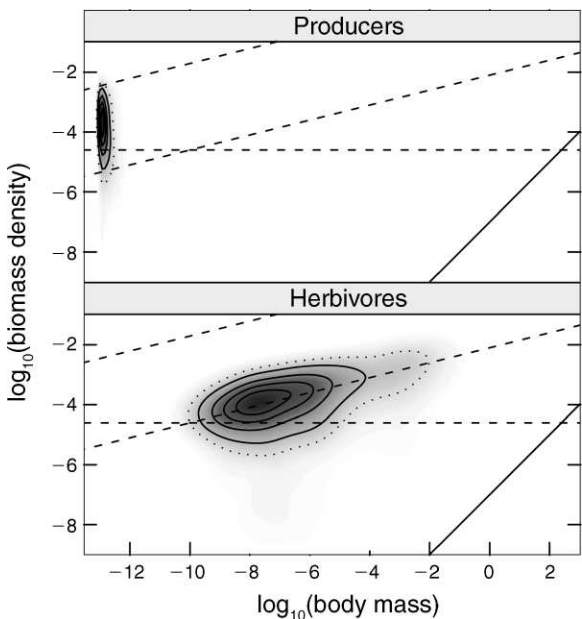 Producers
−2
−4
−6
−8
Herbivores
−2
−4
−6
−8
−12 −10 −8 −6 −4 −2 0 2
log₁₀(body mass)
log₁₀(biomass density)